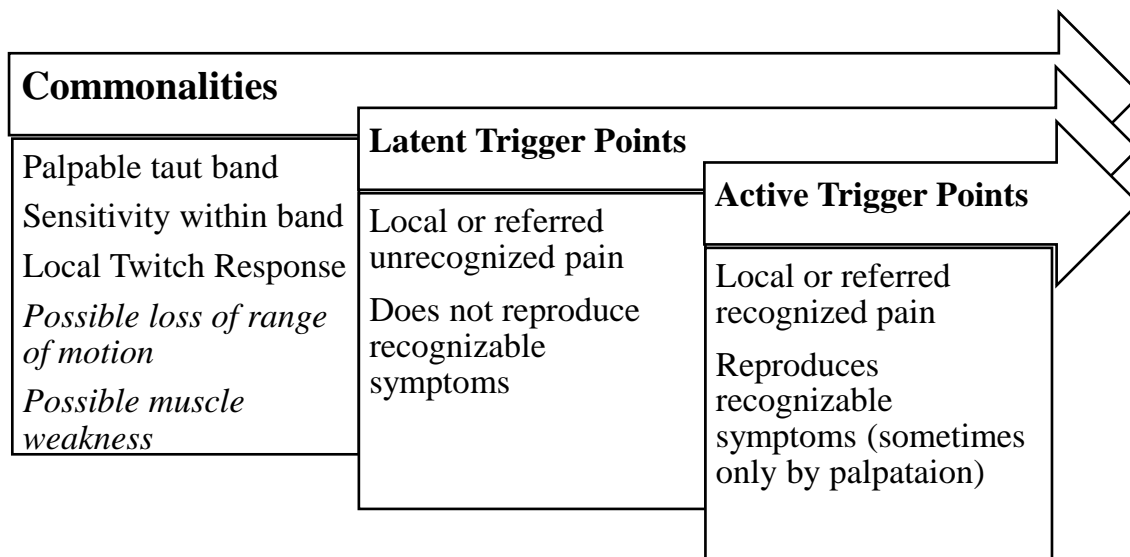 Commonalities
Palpable taut band
Sensitivity within band
Local Twitch Response
Possible loss of range
of motion
Possible muscle
weakness
Latent Trigger Points
Local or referred
unrecognized pain
Does not reproduce
recognizable
symptoms
Active Trigger Points
Local or referred
recognized pain
Reproduces
recognizable
symptoms (sometimes
only by palpataion)